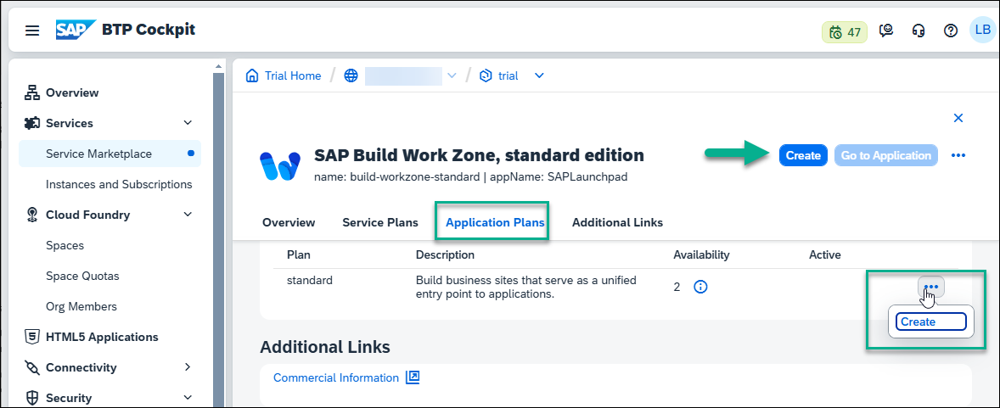 SAP BTP Cockpit 47 LB
Overview
Services
Service Marketplace
Instances and Subscriptions
Cloud Foundry
Spaces
Space Quotas
Org Members
HTML5 Applications
Connectivity
Security
Trial Home / / trial
SAP Build Work Zone, standard edition
name: build-workzone-standard | appName: SAPLaunchpad
Create Go to Application
Overview Service Plans Application Plans Additional Links
Plan Description Availability Active
standard Build business sites that serve as a unified 2
entry point to applications.
Create
Additional Links
Commercial Information